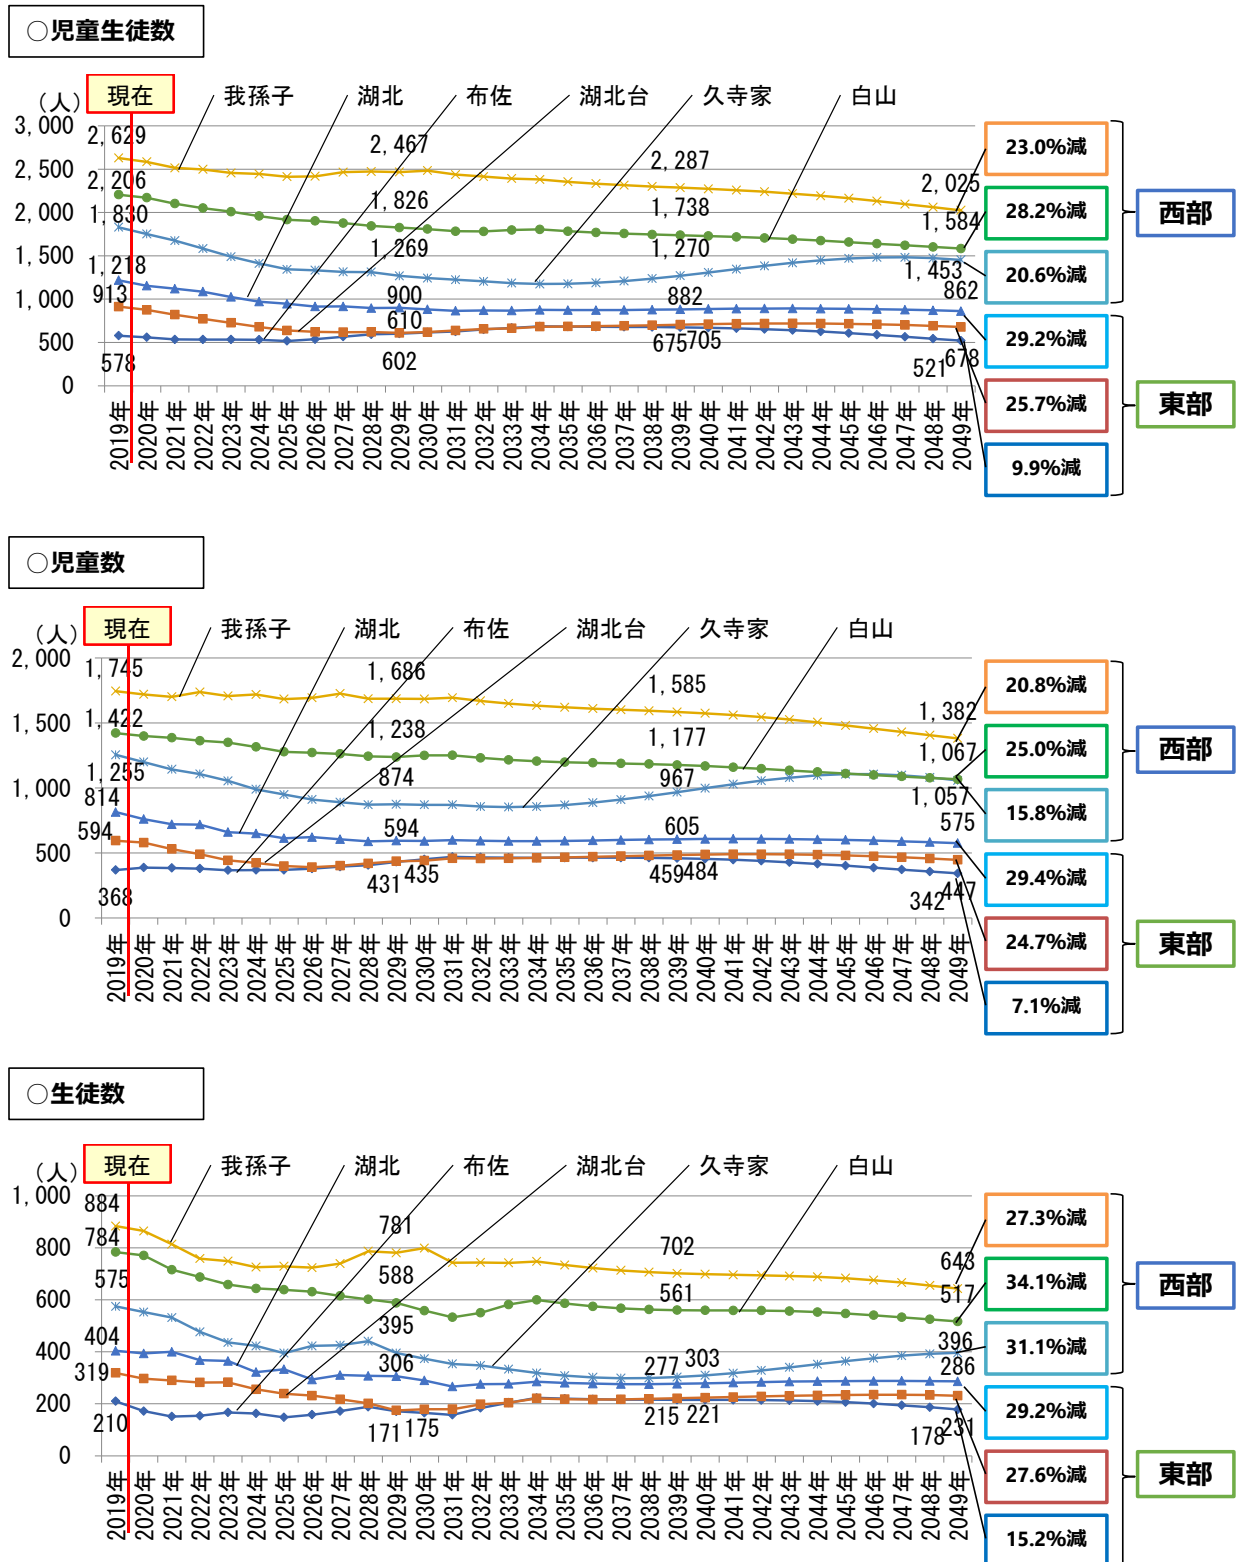 ○児童生徒数
（人）
現在
我孫子
湖北
布佐
湖北台
久寺家
白山
3,000
2,500
2,000
1,500
1,000
500
0
2,629
2,467
2,287
2,025
2,206
1,826
1,738
1,584
1,830
1,269
1,270
1,453
1,218
900
882
862
913
610
705
678
578
602
675
521
2019年
2020年
2021年
2022年
2023年
2024年
2025年
2026年
2027年
2028年
2029年
2030年
2031年
2032年
2033年
2034年
2035年
2036年
2037年
2038年
2039年
2040年
2041年
2042年
2043年
2044年
2045年
2046年
2047年
2048年
2049年
23.0%減
28.2%減
20.6%減
29.2%減
25.7%減
9.9%減
西部
東部
○児童数
（人）
現在
我孫子
湖北
布佐
湖北台
久寺家
白山
2,000
1,500
1,000
500
0
1,745
1,686
1,585
1,382
1,422
1,238
1,177
1,067
1,255
874
967
1,057
814
594
605
575
594
435
484
447
368
431
459
342
2019年
2020年
2021年
2022年
2023年
2024年
2025年
2026年
2027年
2028年
2029年
2030年
2031年
2032年
2033年
2034年
2035年
2036年
2037年
2038年
2039年
2040年
2041年
2042年
2043年
2044年
2045年
2046年
2047年
2048年
2049年
20.8%減
25.0%減
15.8%減
29.4%減
24.7%減
7.1%減
西部
東部
○生徒数
（人）
現在
我孫子
湖北
布佐
湖北台
久寺家
白山
1,000
800
600
400
200
0
884
781
702
643
784
588
561
517
575
395
303
396
404
306
277
286
319
175
221
231
210
171
215
178
2019年
2020年
2021年
2022年
2023年
2024年
2025年
2026年
2027年
2028年
2029年
2030年
2031年
2032年
2033年
2034年
2035年
2036年
2037年
2038年
2039年
2040年
2041年
2042年
2043年
2044年
2045年
2046年
2047年
2048年
2049年
27.3%減
34.1%減
31.1%減
29.2%減
27.6%減
15.2%減
西部
東部